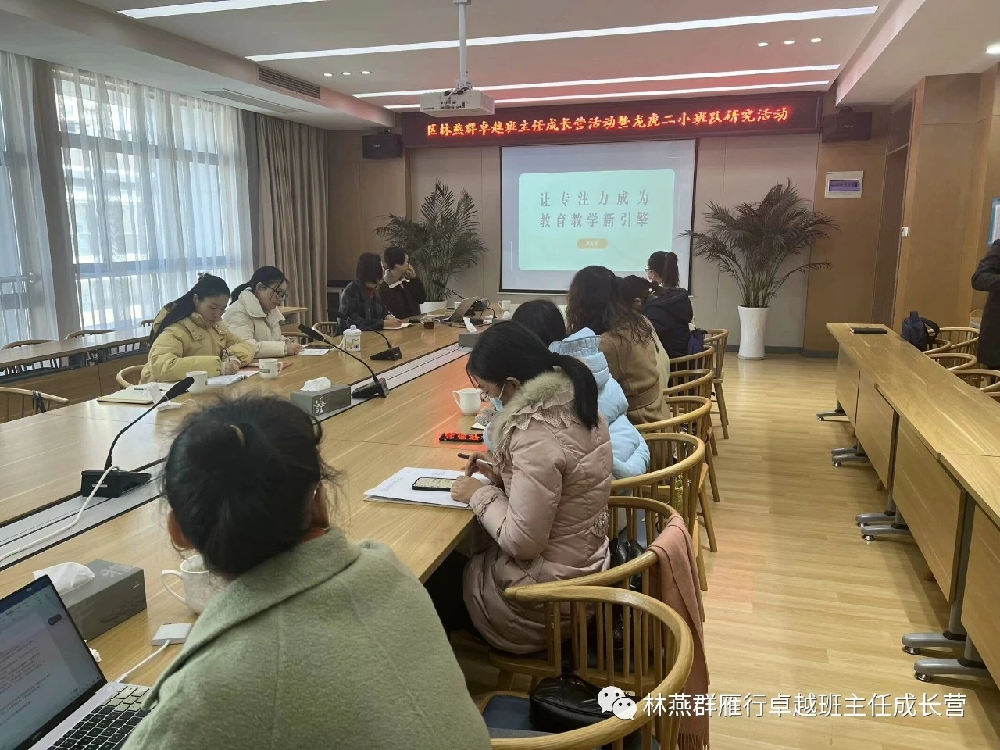 区林燕群卓越班主任成长营活动暨龙虎二小班队研究活动
让专注力成为
教育教学新引擎
林燕群雁行卓越班主任成长营